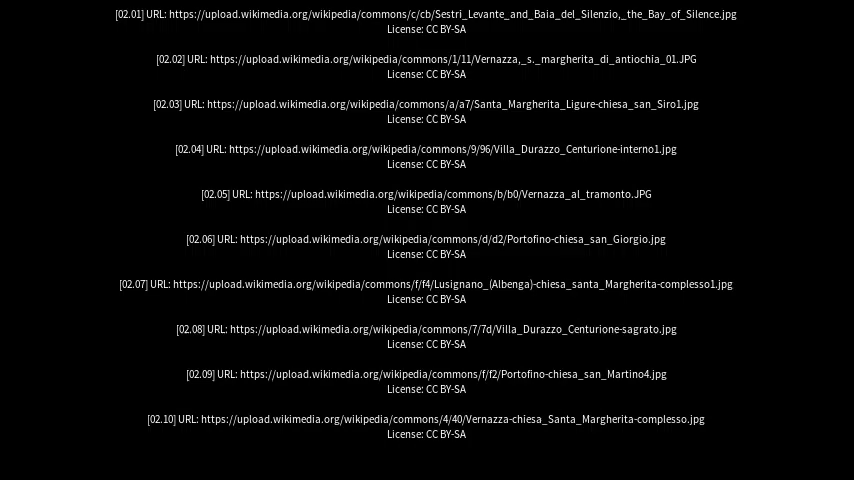 [02.01] URL: https://upload.wikimedia.org/wikipedia/commons/c/cb/Sestri_Levante_and_Baia_del_Silenzio,_the_Bay_of_Silence.jpg
License: CC BY-SA
[02.02] URL: https://upload.wikimedia.org/wikipedia/commons/1/11/Vernazza,_s._margherita_di_antiochia_01.JPG
License: CC BY-SA
[02.03] URL: https://upload.wikimedia.org/wikipedia/commons/a/a7/Santa_Margherita_Ligure-chiesa_san_Siro1.jpg
License: CC BY-SA
[02.04] URL: https://upload.wikimedia.org/wikipedia/commons/9/96/Villa_Durazzo_Centurione-interno1.jpg
License: CC BY-SA
[02.05] URL: https://upload.wikimedia.org/wikipedia/commons/b/b0/Vernazza_al_tramonto.JPG
License: CC BY-SA
[02.06] URL: https://upload.wikimedia.org/wikipedia/commons/d/d2/Portofino-chiesa_san_Giorgio.jpg
License: CC BY-SA
[02.07] URL: https://upload.wikimedia.org/wikipedia/commons/f/f4/Lusignano_(Albenga)-chiesa_santa_Margherita-complesso1.jpg
License: CC BY-SA
[02.08] URL: https://upload.wikimedia.org/wikipedia/commons/7/7d/Villa_Durazzo_Centurione-sagrato.jpg
License: CC BY-SA
[02.09] URL: https://upload.wikimedia.org/wikipedia/commons/f/f2/Portofino-chiesa_san_Martino4.jpg
License: CC BY-SA
[02.10] URL: https://upload.wikimedia.org/wikipedia/commons/4/40/Vernazza-chiesa_Santa_Margherita-complesso.jpg
License: CC BY-SA